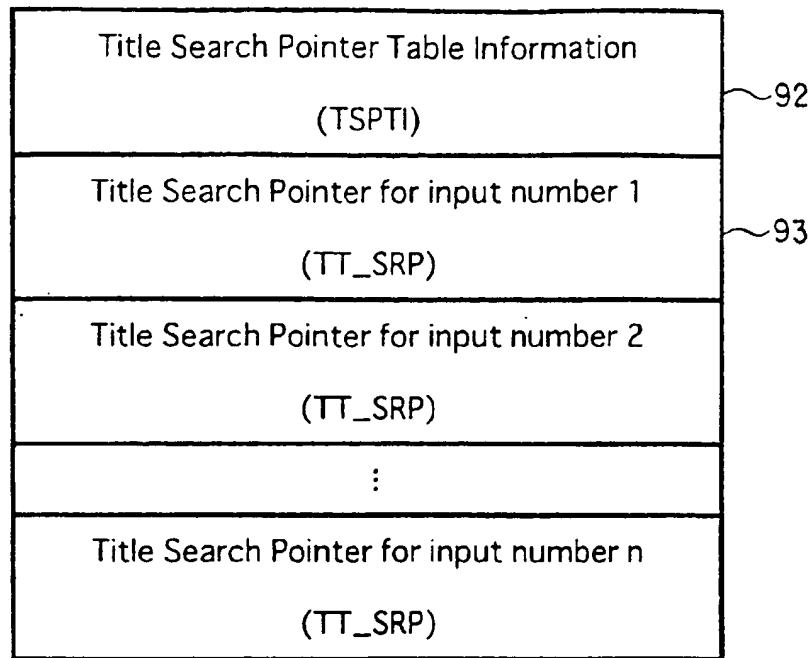 Title Search Pointer Table Information
(TSPTI)
92
Title Search Pointer for input number 1
(TT_SRP)
93
Title Search Pointer for input number 2
(TT_SRP)
⋮
Title Search Pointer for input number n
(TT_SRP)